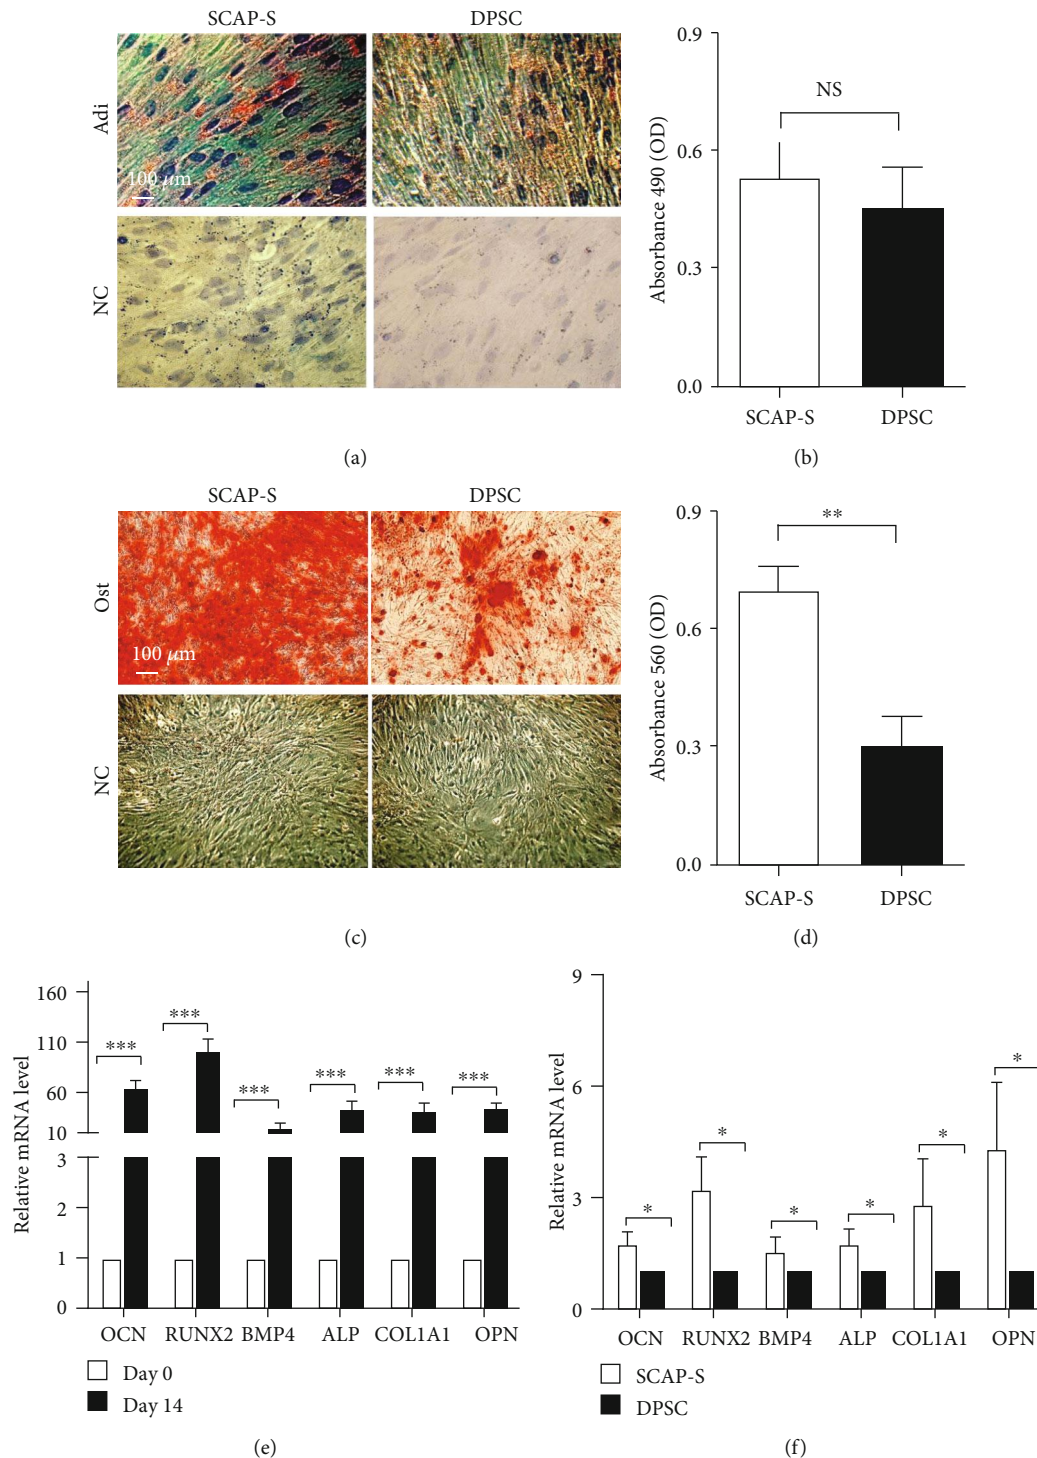 SCAP-S DPSC
Adi
100 μm
NC
(a)
0.9
0.6
0.3
0.0
Absorbance 490 (OD)
NS
SCAP-S DPSC
(b)
SCAP-S DPSC
Ost
100 μm
NC
(c)
0.9
0.6
0.3
0.0
Absorbance 560 (OD)
**
SCAP-S DPSC
(d)
160
110
60
10
3
2
1
0
Relative mRNA level
*** *** *** *** *** ***
OCN RUNX2 BMP4 ALP COL1A1 OPN
Day 0
Day 14
(e)
9
6
3
0
Relative mRNA level
* * * * * *
OCN RUNX2 BMP4 ALP COL1A1 OPN
SCAP-S
DPSC
(f)